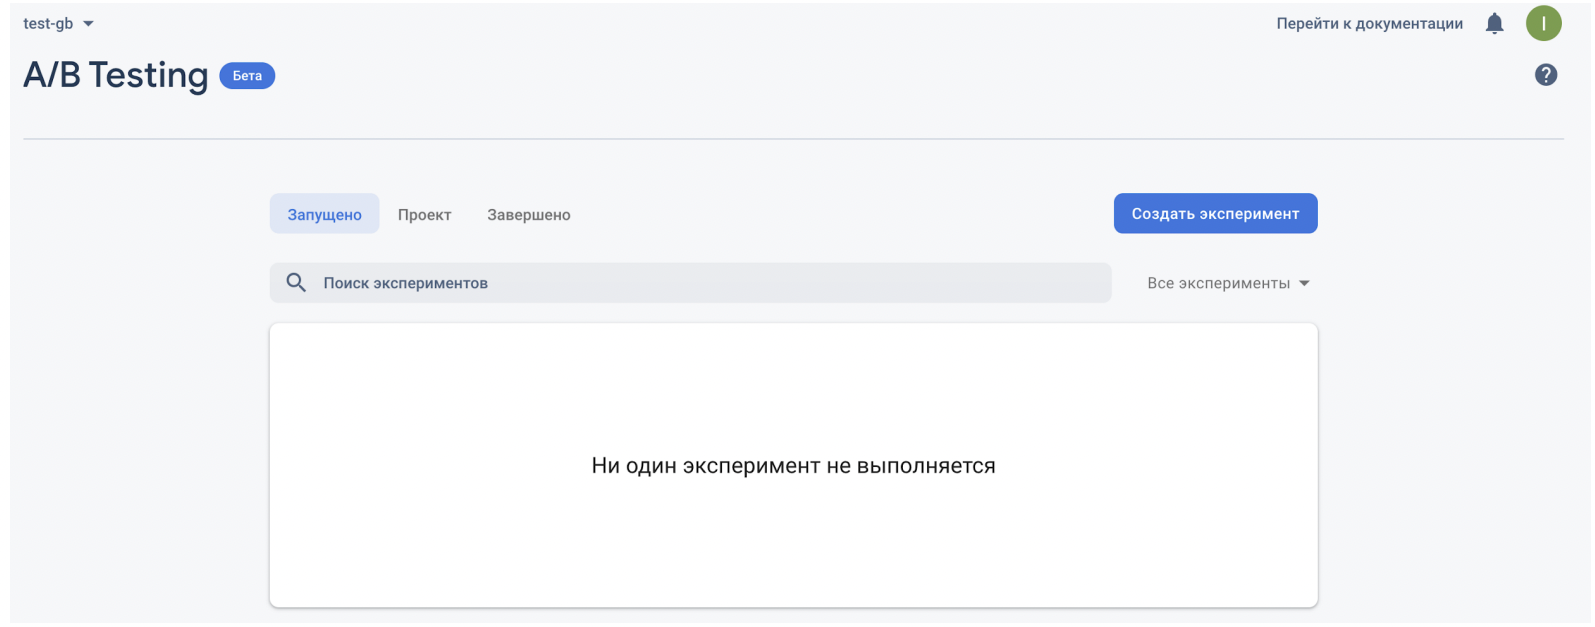 test-gb
Перейти к документации
I
A/B Testing
Бета
?
Запущено
Проект
Завершено
Создать эксперимент
Поиск экспериментов
Все эксперименты
Ни один эксперимент не выполняется